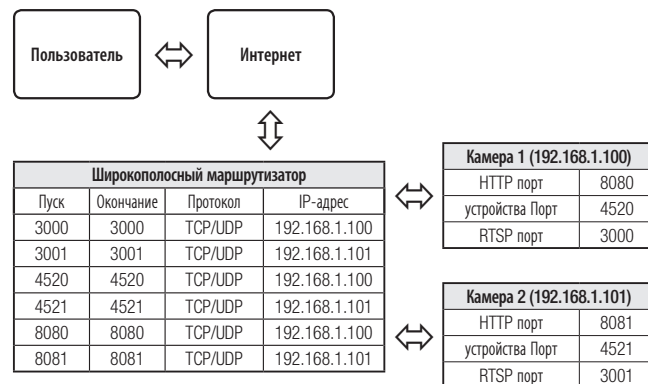 Пользователь
Интернет
Широкополосный маршрутизатор
Пуск Окончание Протокол IP-адрес
3000 3000 TCP/UDP 192.168.1.100
3001 3001 TCP/UDP 192.168.1.101
4520 4520 TCP/UDP 192.168.1.100
4521 4521 TCP/UDP 192.168.1.101
8080 8080 TCP/UDP 192.168.1.100
8081 8081 TCP/UDP 192.168.1.101
Камера 1 (192.168.1.100)
HTTP порт 8080
устройства Порт 4520
RTSP порт 3000
Камера 2 (192.168.1.101)
HTTP порт 8081
устройства Порт 4521
RTSP порт 3001